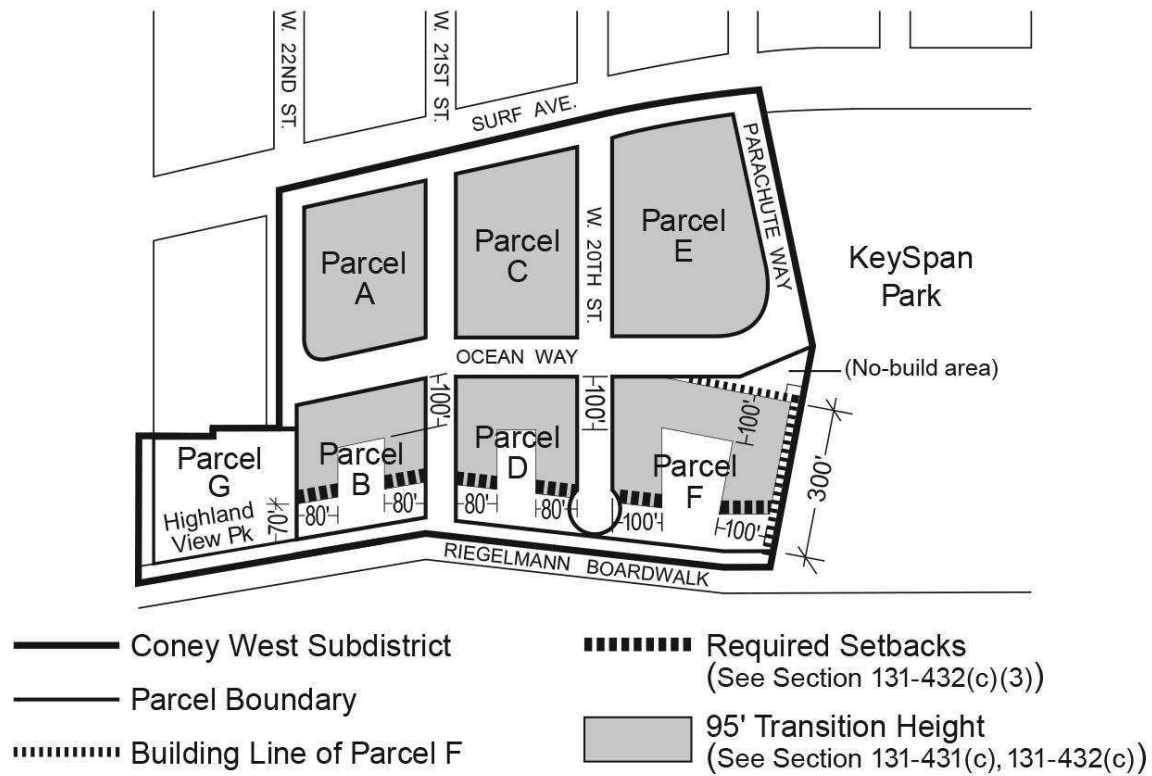 W. 22ND ST.
W. 21ST ST.
SURF AVE.
PARACHUTE WAY
Parcel
A
Parcel
C
W. 20TH ST.
Parcel
E
KeySpan
Park
OCEAN WAY
(No-build area)
100'
100'
100'
300'
Parcel
G
Highland
View Pk
70'
Parcel
B
80'
80'
Parcel
D
80'
80'
Parcel
F
100'
100'
RIEGELMANN BOARDWALK
Coney West Subdistrict
Parcel Boundary
Building Line of Parcel F
Required Setbacks
(See Section 131-432(c)(3))
95' Transition Height
(See Section 131-431(c), 131-432(c))